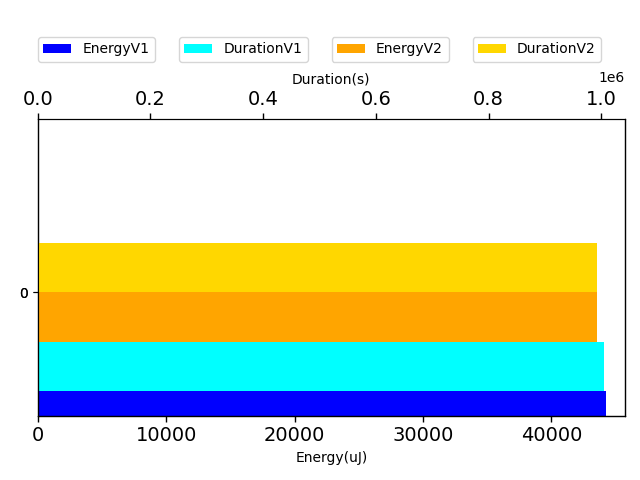 EnergyV1 DurationV1 EnergyV2 DurationV2
Duration(s)
1e6
0.0 0.2 0.4 0.6 0.8 1.0
0
0 10000 20000 30000 40000
Energy(uJ)